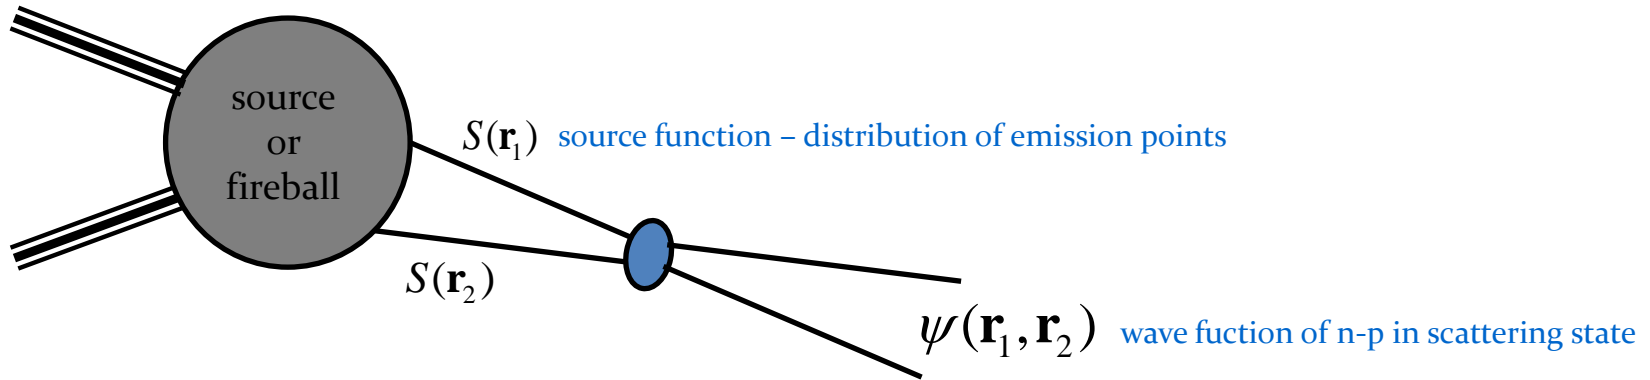 source
or
fireball
S(r₁) source function – distribution of emission points
S(r₂)
ψ(r₁,r₂) wave fuction of n-p in scattering state